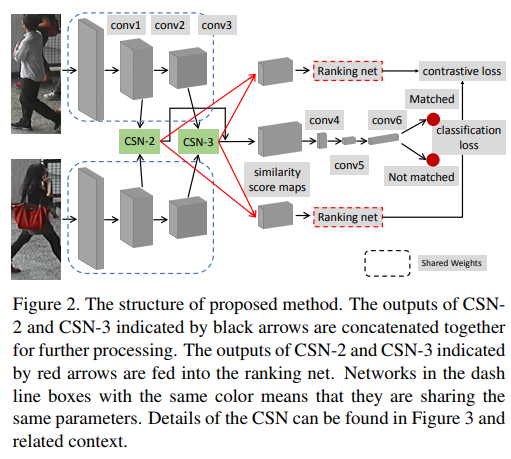 conv1 conv2 conv3
Ranking net
contrastive loss
Matched
conv4 conv6
CSN-2 CSN-3
classification
loss
conv5
Not matched
similarity
score maps
Ranking net
Shared Weights
Figure 2. The structure of proposed method. The outputs of CSN-
2 and CSN-3 indicated by black arrows are concatenated together
for further processing. The outputs of CSN-2 and CSN-3 indicated
by red arrows are fed into the ranking net. Networks in the dash
line boxes with the same color means that they are sharing the
same parameters. Details of the CSN can be found in Figure 3 and
related context.